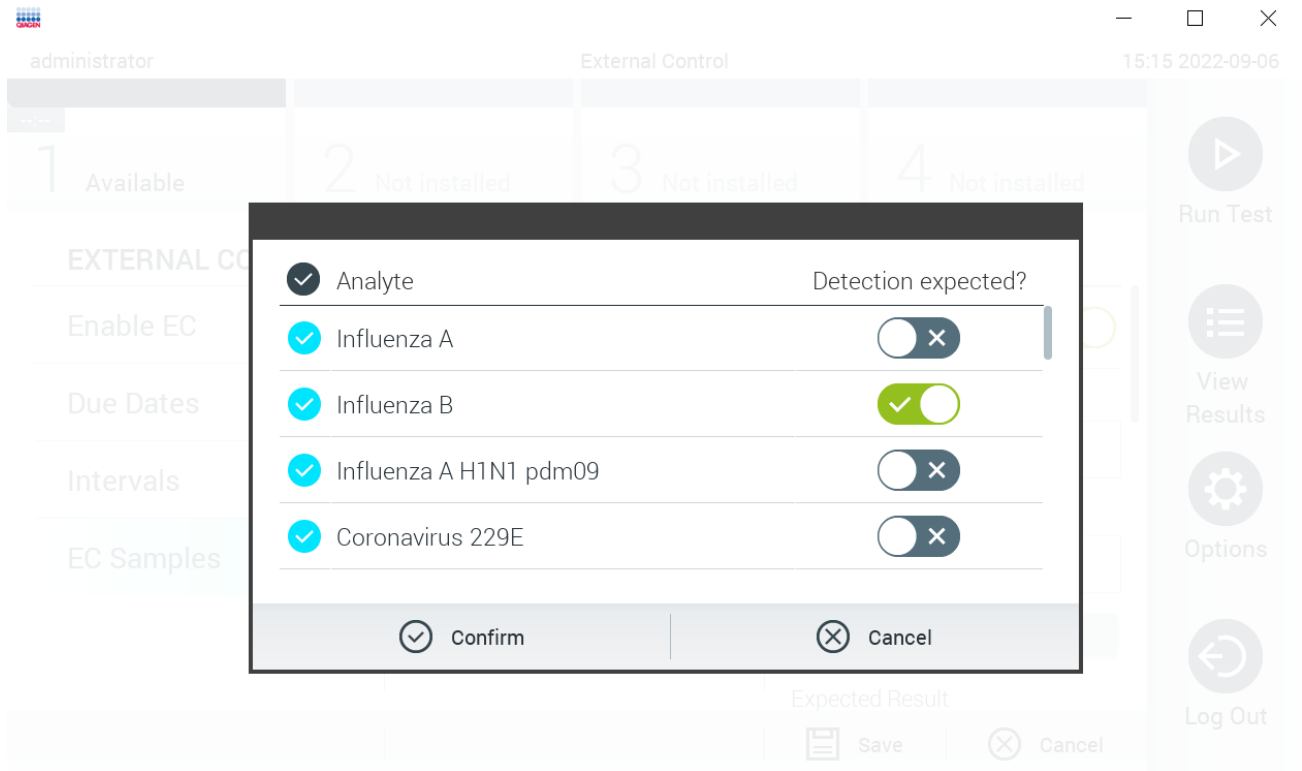 QIAGEN
administrator External Control 15:15 2022-09-06
--:--
1 Available 2 Not installed 3 Not installed 4 Not installed
Run Test
EXTERNAL CO
Analyte Detection expected?
Enable EC
Influenza A
View
Results
Due Dates
Influenza B
Intervals
Influenza A H1N1 pdm09
EC Samples
Coronavirus 229E
Options
Confirm Cancel
Expected Result
Log Out
Save Cancel